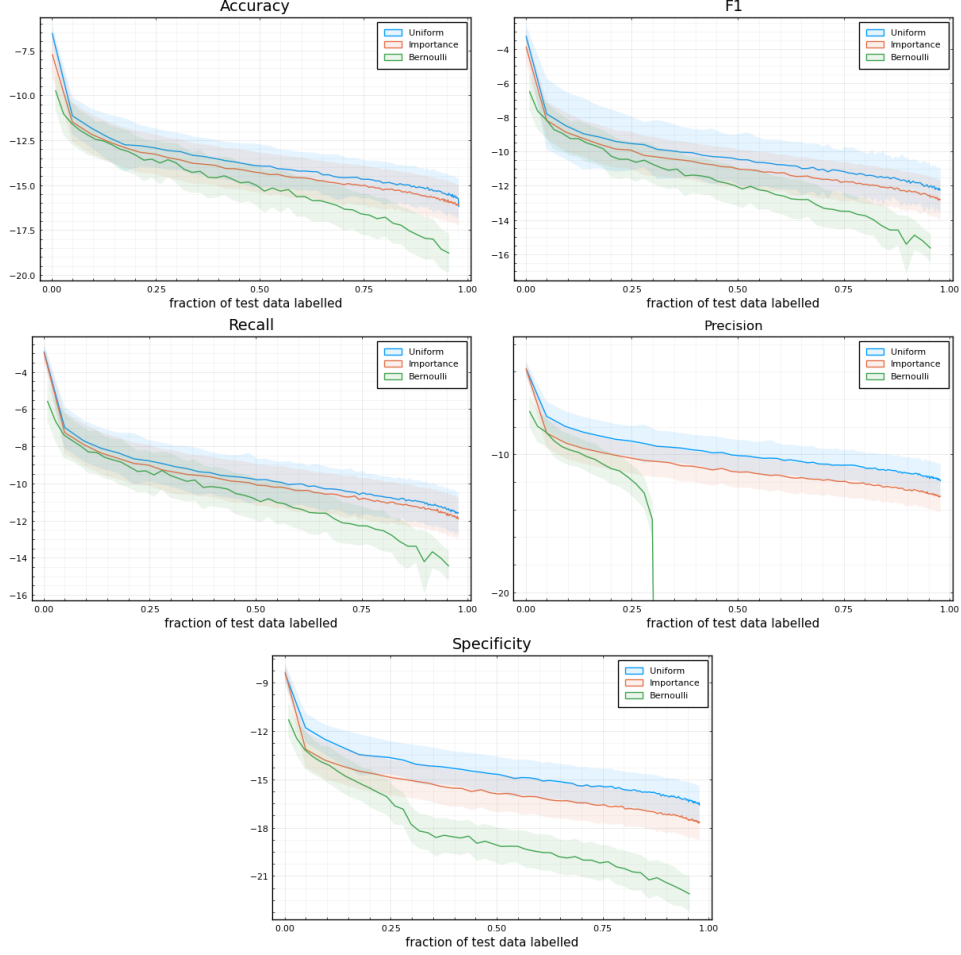 Accuracy
Uniform
Importance
Bernoulli
−7.5
−10.0
−12.5
−15.0
−17.5
−20.0
0.00 0.25 0.50 0.75 1.00
fraction of test data labelled
F1
Uniform
Importance
Bernoulli
−4
−6
−8
−10
−12
−14
−16
0.00 0.25 0.50 0.75 1.00
fraction of test data labelled
Recall
Uniform
Importance
Bernoulli
−4
−6
−8
−10
−12
−14
−16
0.00 0.25 0.50 0.75 1.00
fraction of test data labelled
Precision
Uniform
Importance
Bernoulli
−10
−20
0.00 0.25 0.50 0.75 1.00
fraction of test data labelled
Specificity
Uniform
Importance
Bernoulli
−9
−12
−15
−18
−21
0.00 0.25 0.50 0.75 1.00
fraction of test data labelled